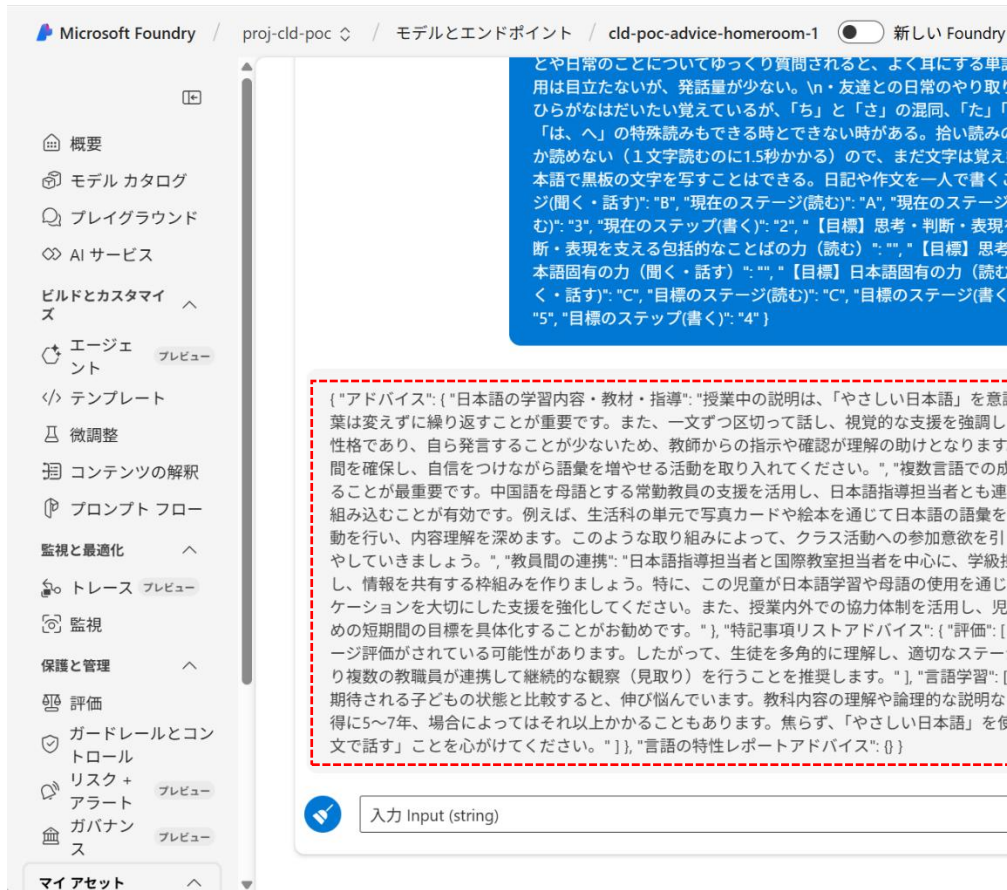 Microsoft Foundry / proj-cld-poc / モデルとエンドポイント / cld-poc-advice-homeroom-1 新しい Foundry
概要
モデル カタログ
プレイグラウンド
AI サービス
ビルドとカスタマイ
ズ
エージェ
ント
プレビュー
テンプレート
微調整
コンテンツの解釈
プロンプト フロー
監視と最適化
トレース プレビュー
監視
保護と管理
評価
ガードレールとコン
トロール
リスク +
アラート
プレビュー
ガバナン
ス
プレビュー
マイ アセット
とや日常のことについてゆっくり質問されると、よく耳にする単語
用は目立たないが、発話量が少ない。\n・友達との日常のやり取り
ひらがなはだいたい覚えているが、「ち」と「さ」の混同、「た」「
「は、へ」の特殊読みもできる時とできない時がある。拾い読みの
か読めない（１文字読むのに1.5秒かかる）ので、まだ文字は覚え
本語で黒板の文字を写すことはできる。日記や作文を一人で書くこ
ジ(聞く・話す)": "B", "現在のステージ(読む)": "A", "現在のステージ
む)": "3", "現在のステップ(書く)": "2", "【目標】思考・判断・表現を
断・表現を支える包括的なことばの力（読む）": "", "【目標】思考
本語固有の力（聞く・話す）": "", "【目標】日本語固有の力（読む
く・話す)": "C", "目標のステージ(読む)": "C", "目標のステージ(書く
"5", "目標のステップ(書く)": "4" }
{ "アドバイス": { "日本語の学習内容・教材・指導": "授業中の説明は、「やさしい日本語」を意識
葉は変えずに繰り返すことが重要です。また、一文ずつ区切って話し、視覚的な支援を強調し
性格であり、自ら発言することが少ないため、教師からの指示や確認が理解の助けとなります
間を確保し、自信をつけながら語彙を増やせる活動を取り入れてください。", "複数言語での成
ることが最重要です。中国語を母語とする常勤教員の支援を活用し、日本語指導担当者とも連
組み込むことが有効です。例えば、生活科の単元で写真カードや絵本を通じて日本語の語彙を
動を行い、内容理解を深めます。このような取り組みによって、クラス活動への参加意欲を引
やしていきましょう。", "教員間の連携": "日本語指導担当者と国際教室担当者を中心に、学級担
し、情報を共有する枠組みを作りましょう。特に、この児童が日本語学習や母語の使用を通じ
ケーションを大切にした支援を強化してください。また、授業内外での協力体制を活用し、児
めの短期間の目標を具体化することがお勧めです。" }, "特記事項リストアドバイス": { "評価": [
ージ評価がされている可能性があります。したがって、生徒を多角的に理解し、適切なステー
り複数の教職員が連携して継続的な観察（見取り）を行うことを推奨します。" ], "言語学習": [
期待される子どもの状態と比較すると、伸び悩んでいます。教科内容の理解や論理的な説明な
得に5～7年、場合によってはそれ以上かかることもあります。焦らず、「やさしい日本語」を使
文で話す」ことを心がけてください。" ] }, "言語の特性レポートアドバイス": {} }
入力 Input (string)